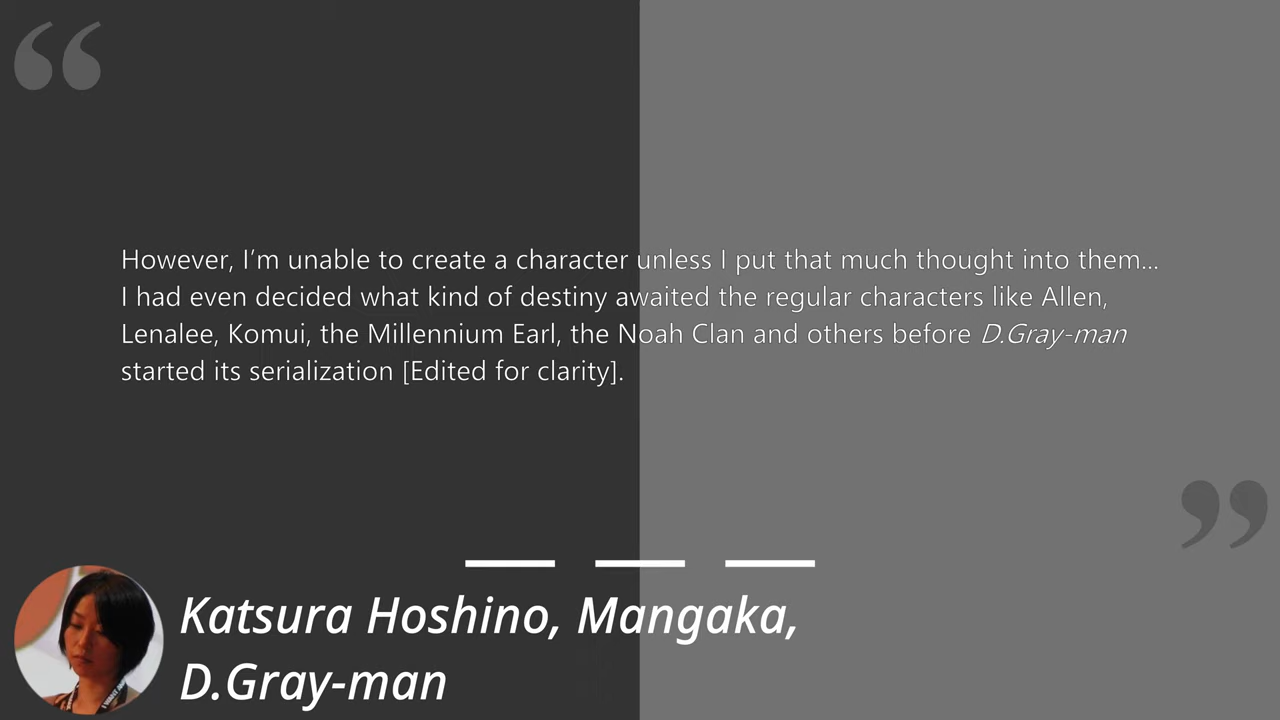 However, I’m unable to create a character unless I put that much thought into them...
I had even decided what kind of destiny awaited the regular characters like Allen,
Lenalee, Komui, the Millennium Earl, the Noah Clan and others before D.Gray-man
started its serialization [Edited for clarity].
Katsura Hoshino, Mangaka,
D.Gray-man